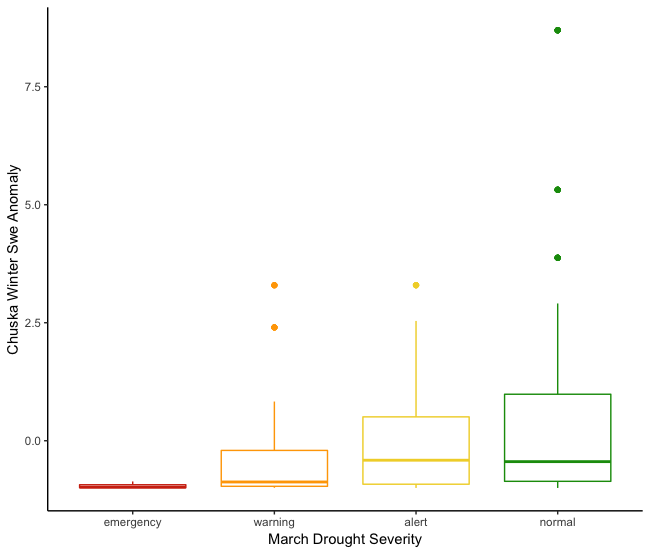 Chuska Winter Swe Anomaly
7.5
5.0
2.5
0.0
emergency warning alert normal
March Drought Severity